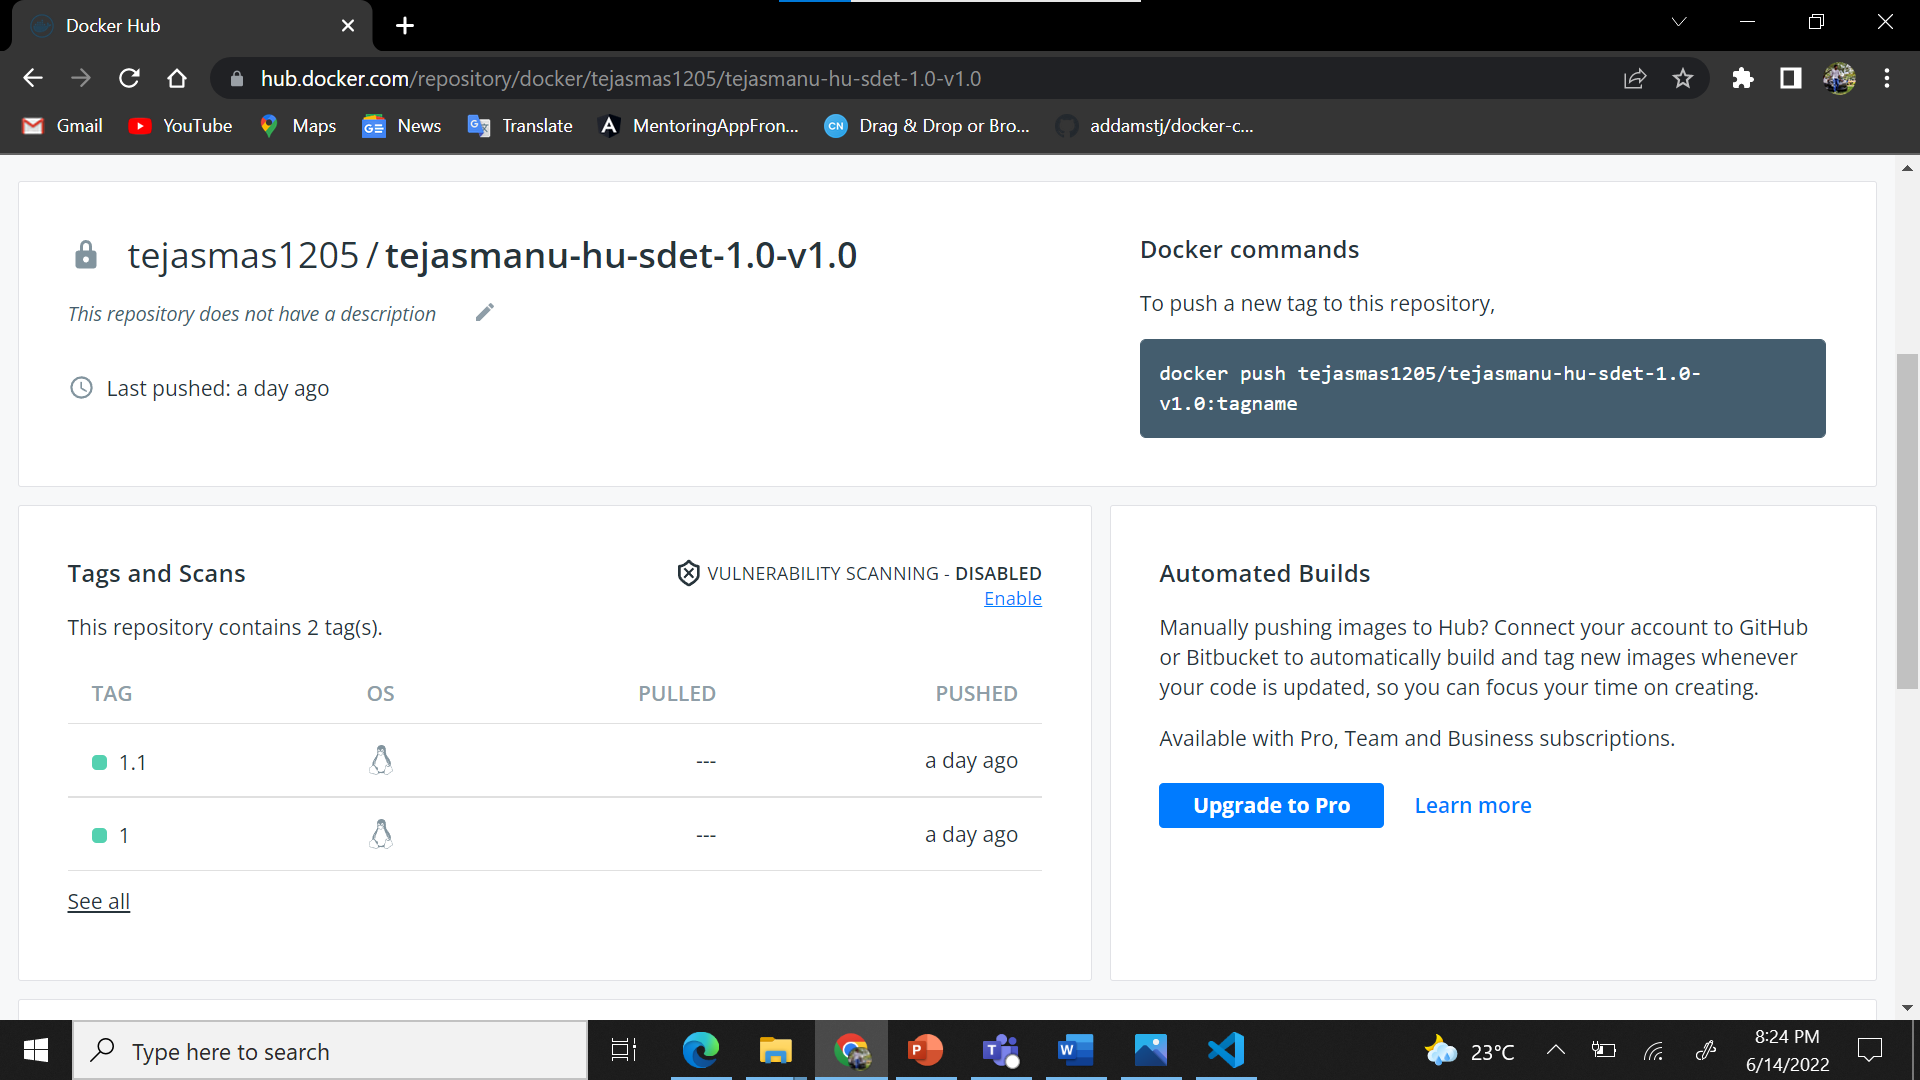 Docker Hub
hub.docker.com/repository/docker/tejasmas1205/tejasmanu-hu-sdet-1.0-v1.0
Gmail
YouTube
Maps
News
Translate
MentoringAppFron...
CN
Drag & Drop or Bro...
addamstj/docker-c...
tejasmas1205 / tejasmanu-hu-sdet-1.0-v1.0
This repository does not have a description
Last pushed: a day ago
Docker commands
To push a new tag to this repository,
docker push tejasmas1205/tejasmanu-hu-sdet-1.0-
v1.0:tagname
Tags and Scans
VULNERABILITY SCANNING - DISABLED
Enable
This repository contains 2 tag(s).
TAG OS PULLED PUSHED
1.1 --- a day ago
1 --- a day ago
See all
Automated Builds
Manually pushing images to Hub? Connect your account to GitHub
or Bitbucket to automatically build and tag new images whenever
your code is updated, so you can focus your time on creating.
Available with Pro, Team and Business subscriptions.
Upgrade to Pro
Learn more
Type here to search
23°C
8:24 PM
6/14/2022